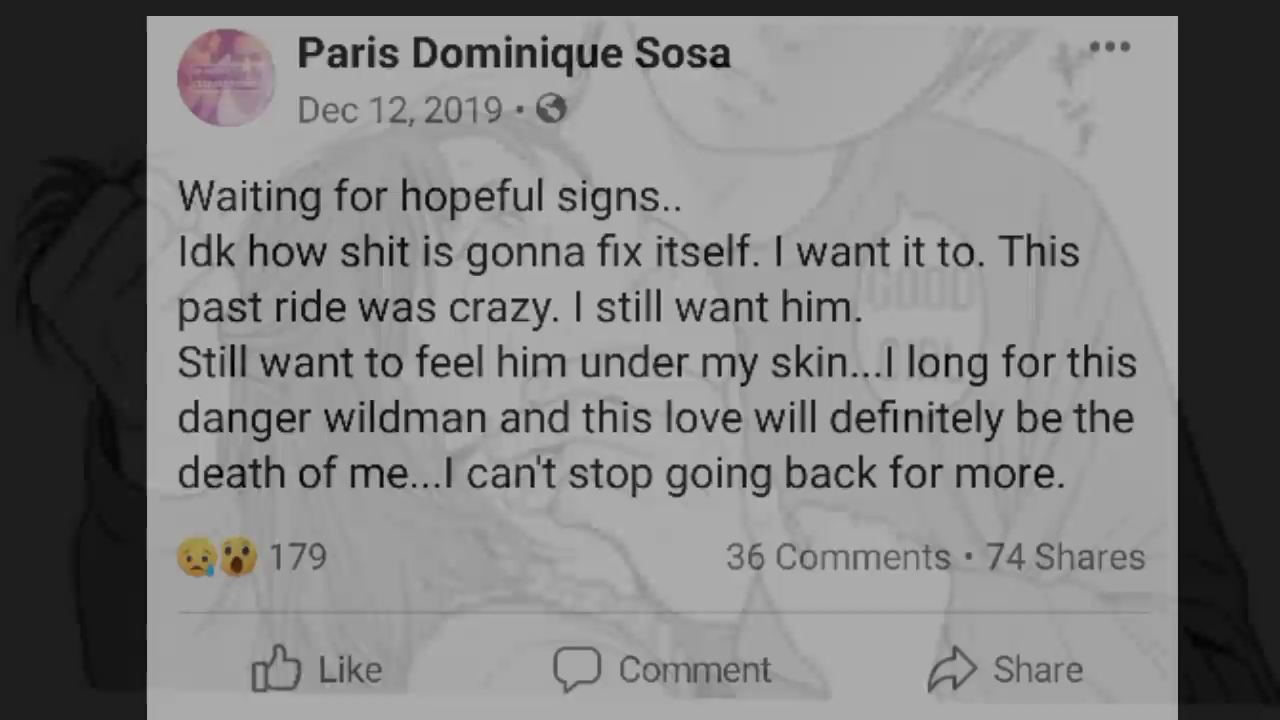 Paris Dominique Sosa
Dec 12, 2019 ·
Waiting for hopeful signs..
Idk how shit is gonna fix itself. I want it to. This
past ride was crazy. I still want him.
Still want to feel him under my skin...I long for this
danger wildman and this love will definitely be the
death of me...I can't stop going back for more.
179
36 Comments · 74 Shares
Like
Comment
Share
GOOD
GIRL